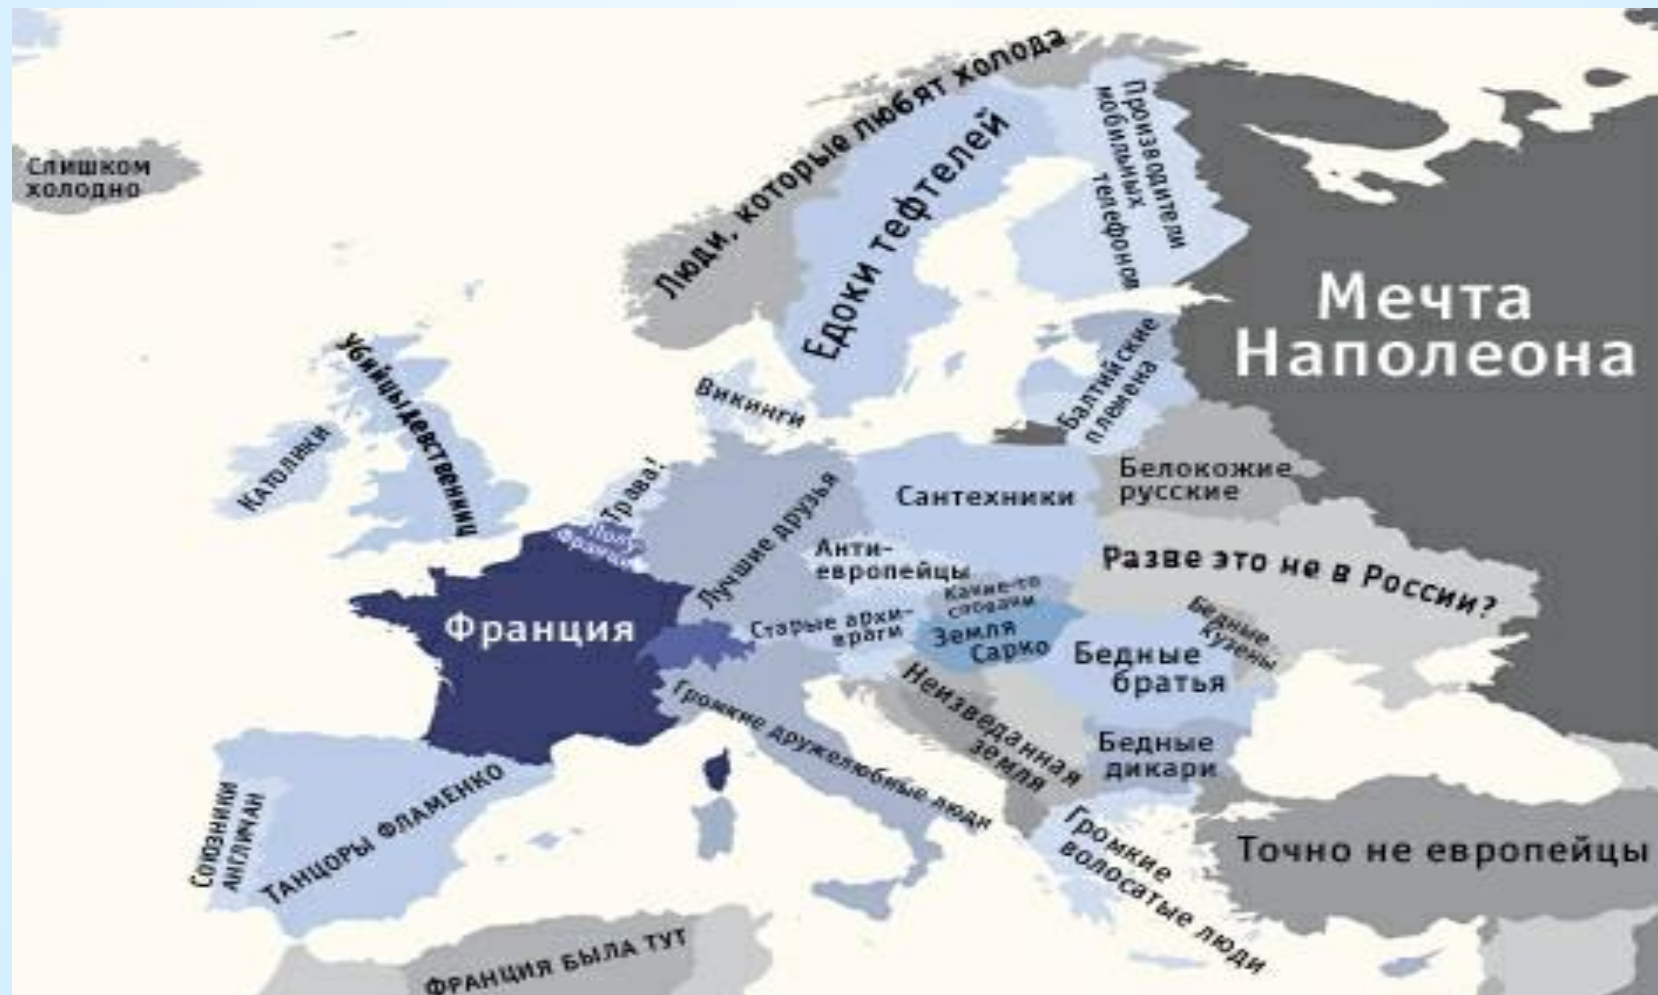 Слишком
холодно
Люди, которые любят холода
Едоки тефтелей
Производители
мобильных
телефонов
Мечта
Наполеона
Убийцы девственниц
Католики
Викинги
Балтийские
племена
Трава!
Полу
Лучшие друзья
Сантехники
Белокожие
русские
Анти-
европейцы
Разве это не в России?
Какие-то
Франция
Старые архи-
враги
Земля
Сарко
Бедные
братья
Бедные
кузены
Громкие дружелюбные люди
Неизведанная
земля
Бедные
дикари
Союзники
англичан
Танцоры фламенко
Громкие
волосатые люди
Точно не европейцы
ФРАНЦИЯ БЫЛА ТУТ